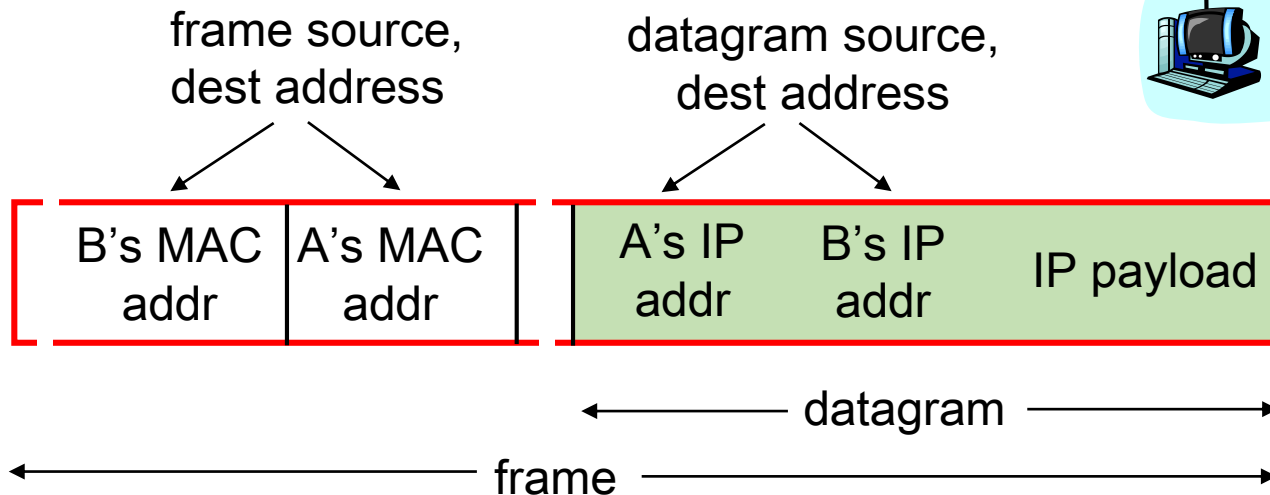 frame source,
dest address
datagram source,
dest address
B’s MAC
addr
A’s MAC
addr
A’s IP
addr
B’s IP
addr
IP payload
datagram
frame